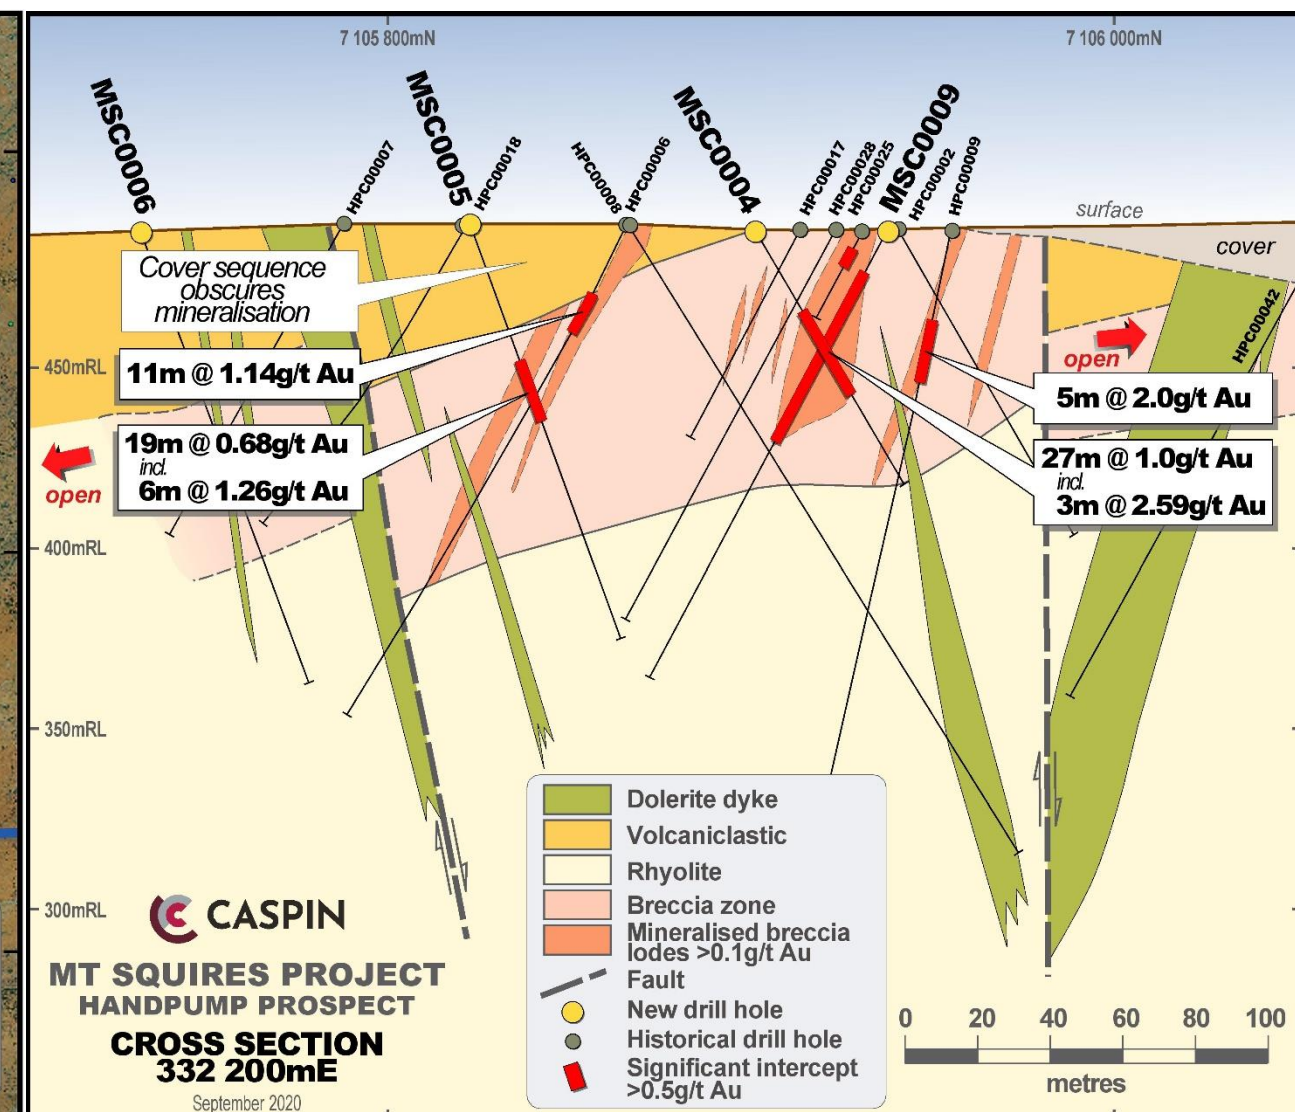 7 105 800mN
7 106 000mN
MSC0006
HPC00007
MSC0005
HPC00018
HPC00008
HPC00006
MSC0004
HPC00017
HPC00028
HPC00025
MSC0009
HPC00002
HPC00009
surface
cover
HPC00042
Cover sequence
obscures
mineralisation
450mRL
11m @ 1.14g/t Au
open
5m @ 2.0g/t Au
19m @ 0.68g/t Au
incl.
6m @ 1.26g/t Au
27m @ 1.0g/t Au
incl.
3m @ 2.59g/t Au
open
400mRL
350mRL
300mRL
Dolerite dyke
Volcaniclastic
Rhyolite
Breccia zone
Mineralised breccia
lodes >0.1g/t Au
Fault
New drill hole
Historical drill hole
Significant intercept
>0.5g/t Au
CASPIN
MT SQUIRES PROJECT
HANDPUMP PROSPECT
CROSS SECTION
332 200mE
September 2020
0 20 40 60 80 100
metres